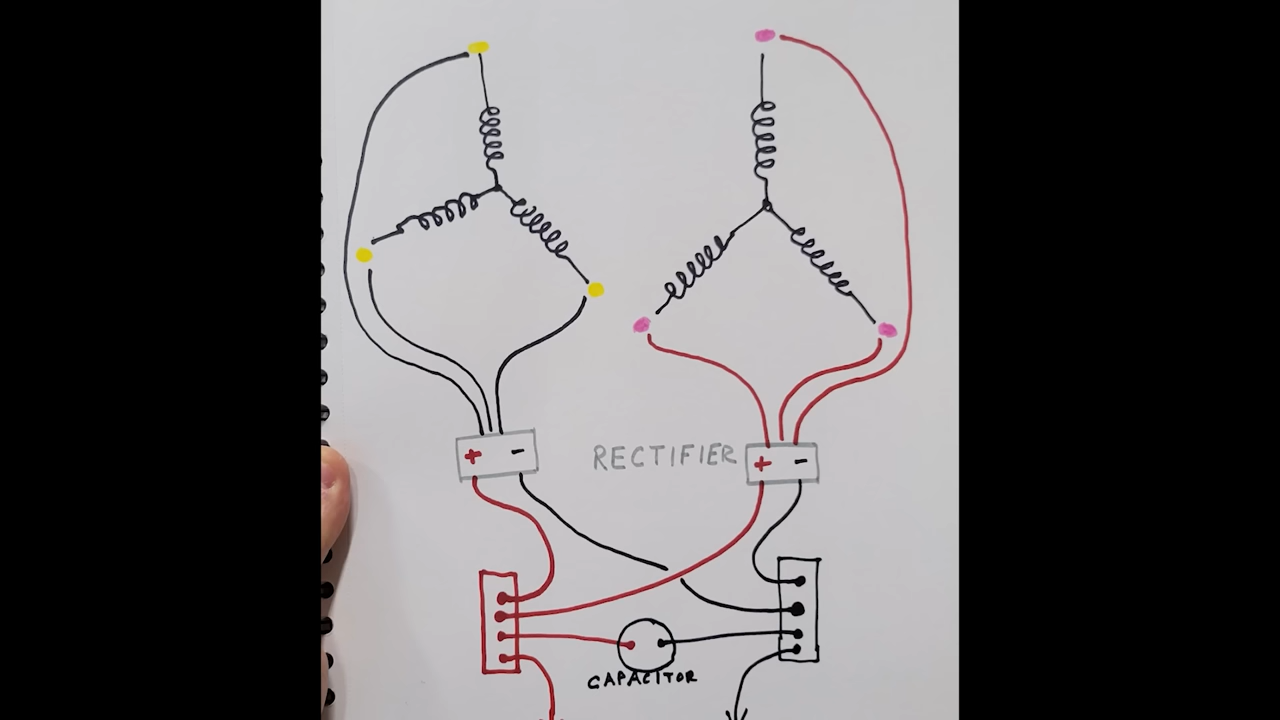 + -
RECTIFIER
+ -
CAPACITOR